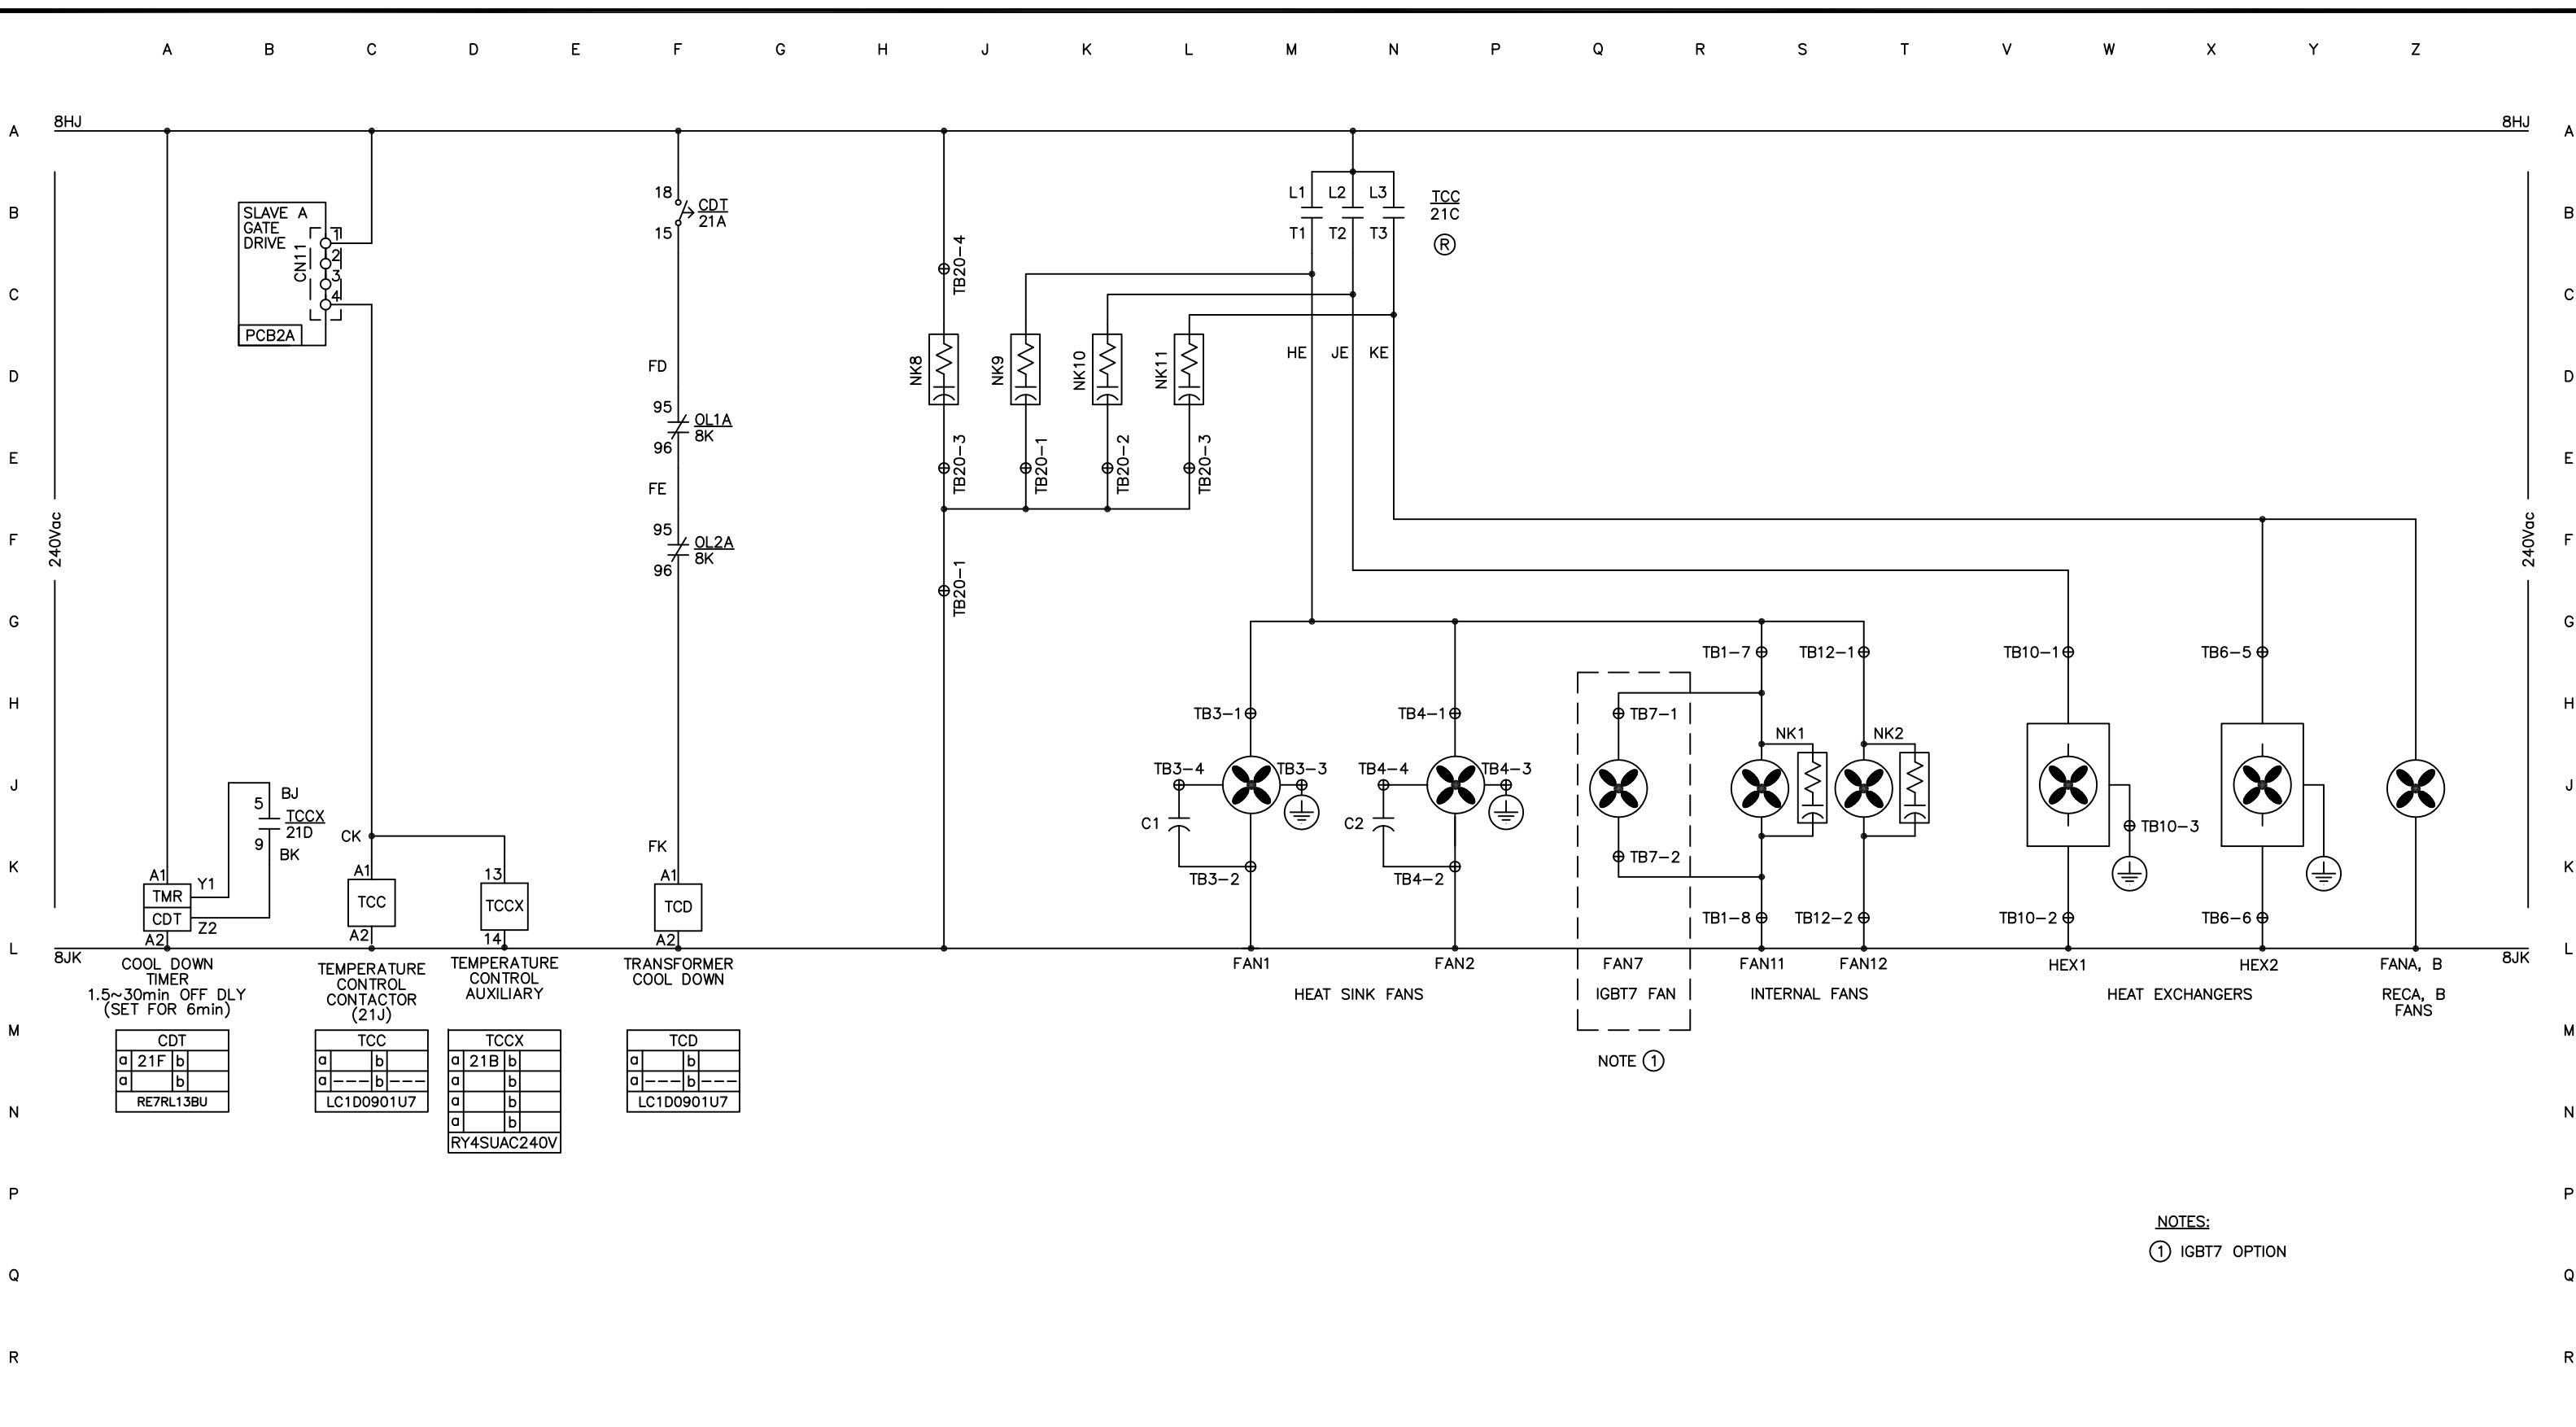 A B C D E F G H J K L M N P Q R S T V W X Y Z
A 8HJ 8HJ A
B B
C C
D D
E E
F F
G G
H H
J J
K K
L 8JK 8JK L
M M
N N
P P
Q Q
R R
240Vac
240Vac
SLAVE A
GATE
DRIVE
CN11
1
2
3
4
PCB2A
18
CDT
21A
15
FD
95
OL1A
8K
96
FE
95
OL2A
8K
96
FK
A1
TCD
A2
TRANSFORMER
COOL DOWN
BJ
5
TCCX
21D
9
BK
A1
Y1
TMR
CDT
Z2
A2
COOL DOWN
TIMER
1.5~30min OFF DLY
(SET FOR 6min)
CK
A1
TCC
A2
TEMPERATURE
CONTROL
CONTACTOR
(21J)
13
TCCX
14
TEMPERATURE
CONTROL
AUXILIARY
CDT
a 21F b
a b
RE7RL13BU
TCC
a b
a ---- b ----
LC1D0901U7
TCCX
a 21B b
a b
a b
a b
RY4SUAC240V
TCD
a b
a ---- b ----
LC1D0901U7
TB20-4
NK8
NK9
NK10
NK11
TB20-3
TB20-1
TB20-2
TB20-3
TB20-1
L1 L2 L3
TCC
21C
T1 T2 T3
R
HE JE KE
TB3-1
TB3-4
TB3-3
C1
TB3-2
FAN1
TB4-1
TB4-4
TB4-3
C2
TB4-2
FAN2
HEAT SINK FANS
TB7-1
TB7-2
FAN7
IGBT7 FAN
NOTE 1
TB1-7
NK1
TB1-8
FAN11
TB12-1
NK2
TB12-2
FAN12
INTERNAL FANS
TB10-1
TB10-3
TB10-2
HEX1
TB6-5
TB6-6
HEX2
HEAT EXCHANGERS
FANA, B
RECA, B
FANS
NOTES:
1 IGBT7 OPTION